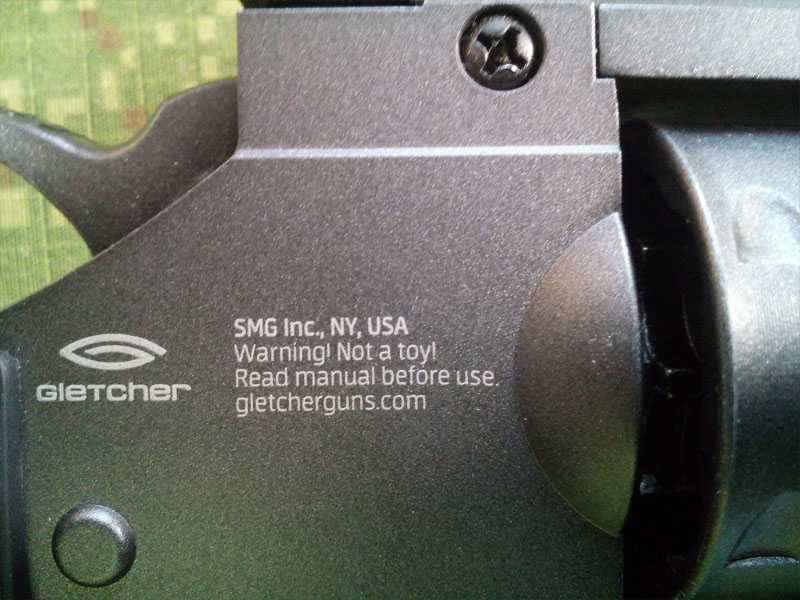 GLETCHER
SMG Inc., NY, USA
Warning! Not a toy!
Read manual before use.
gletcherguns.com